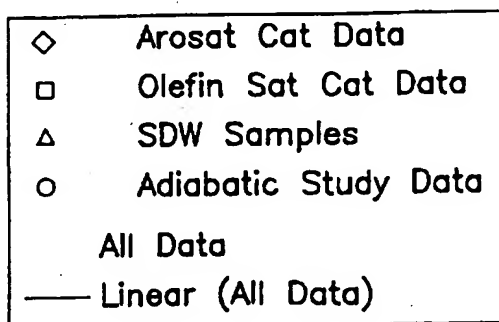 Arosat Cat Data
Olefin Sat Cat Data
SDW Samples
Adiabatic Study Data
All Data
Linear (All Data)